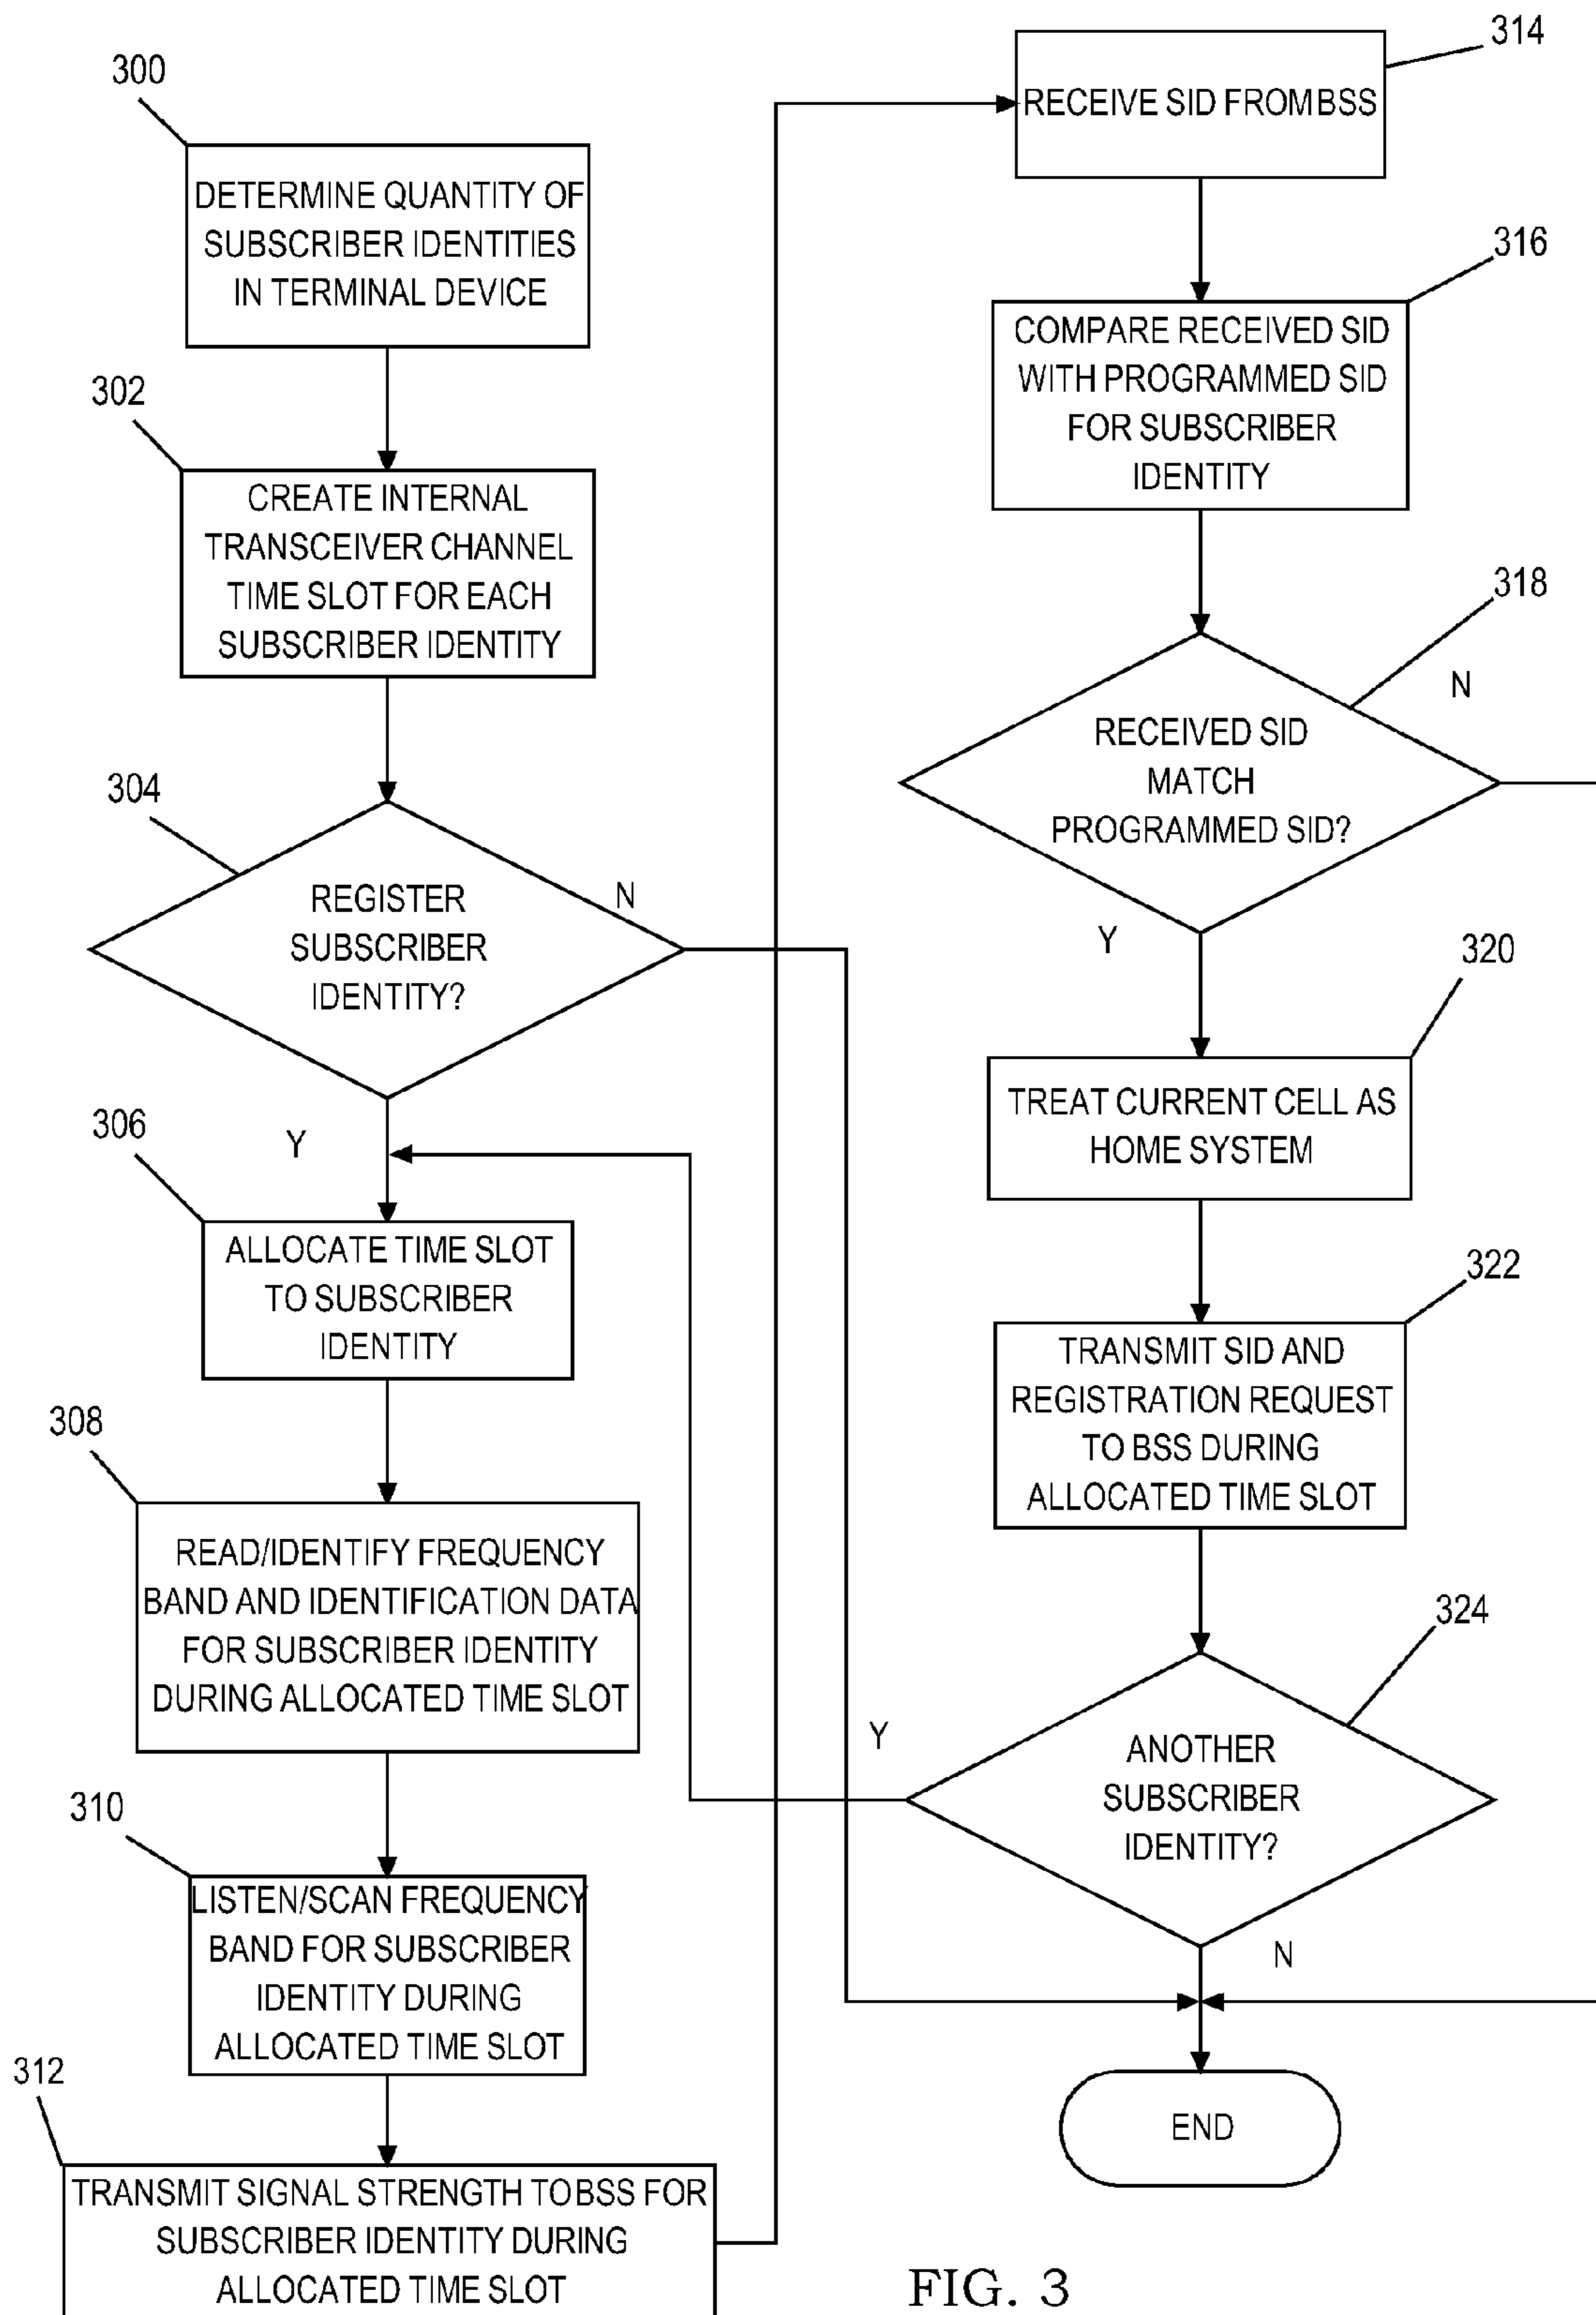 300
DETERMINE QUANTITY OF
SUBSCRIBER IDENTITIES
IN TERMINAL DEVICE
302
CREATE INTERNAL
TRANSCEIVER CHANNEL
TIME SLOT FOR EACH
SUBSCRIBER IDENTITY
304
REGISTER
SUBSCRIBER
IDENTITY?
N
Y
306
ALLOCATE TIME SLOT
TO SUBSCRIBER
IDENTITY
308
READ/IDENTIFY FREQUENCY
BAND AND IDENTIFICATION DATA
FOR SUBSCRIBER IDENTITY
DURING ALLOCATED TIME SLOT
310
LISTEN/SCAN FREQUENCY
BAND FOR SUBSCRIBER
IDENTITY DURING
ALLOCATED TIME SLOT
312
TRANSMIT SIGNAL STRENGTH TO BSS FOR
SUBSCRIBER IDENTITY DURING
ALLOCATED TIME SLOT
314
RECEIVE SID FROM BSS
316
COMPARE RECEIVED SID
WITH PROGRAMMED SID
FOR SUBSCRIBER
IDENTITY
318
RECEIVED SID
MATCH
PROGRAMMED SID?
N
Y
320
TREAT CURRENT CELL AS
HOME SYSTEM
322
TRANSMIT SID AND
REGISTRATION REQUEST
TO BSS DURING
ALLOCATED TIME SLOT
324
ANOTHER
SUBSCRIBER
IDENTITY?
Y
N
END
FIG. 3